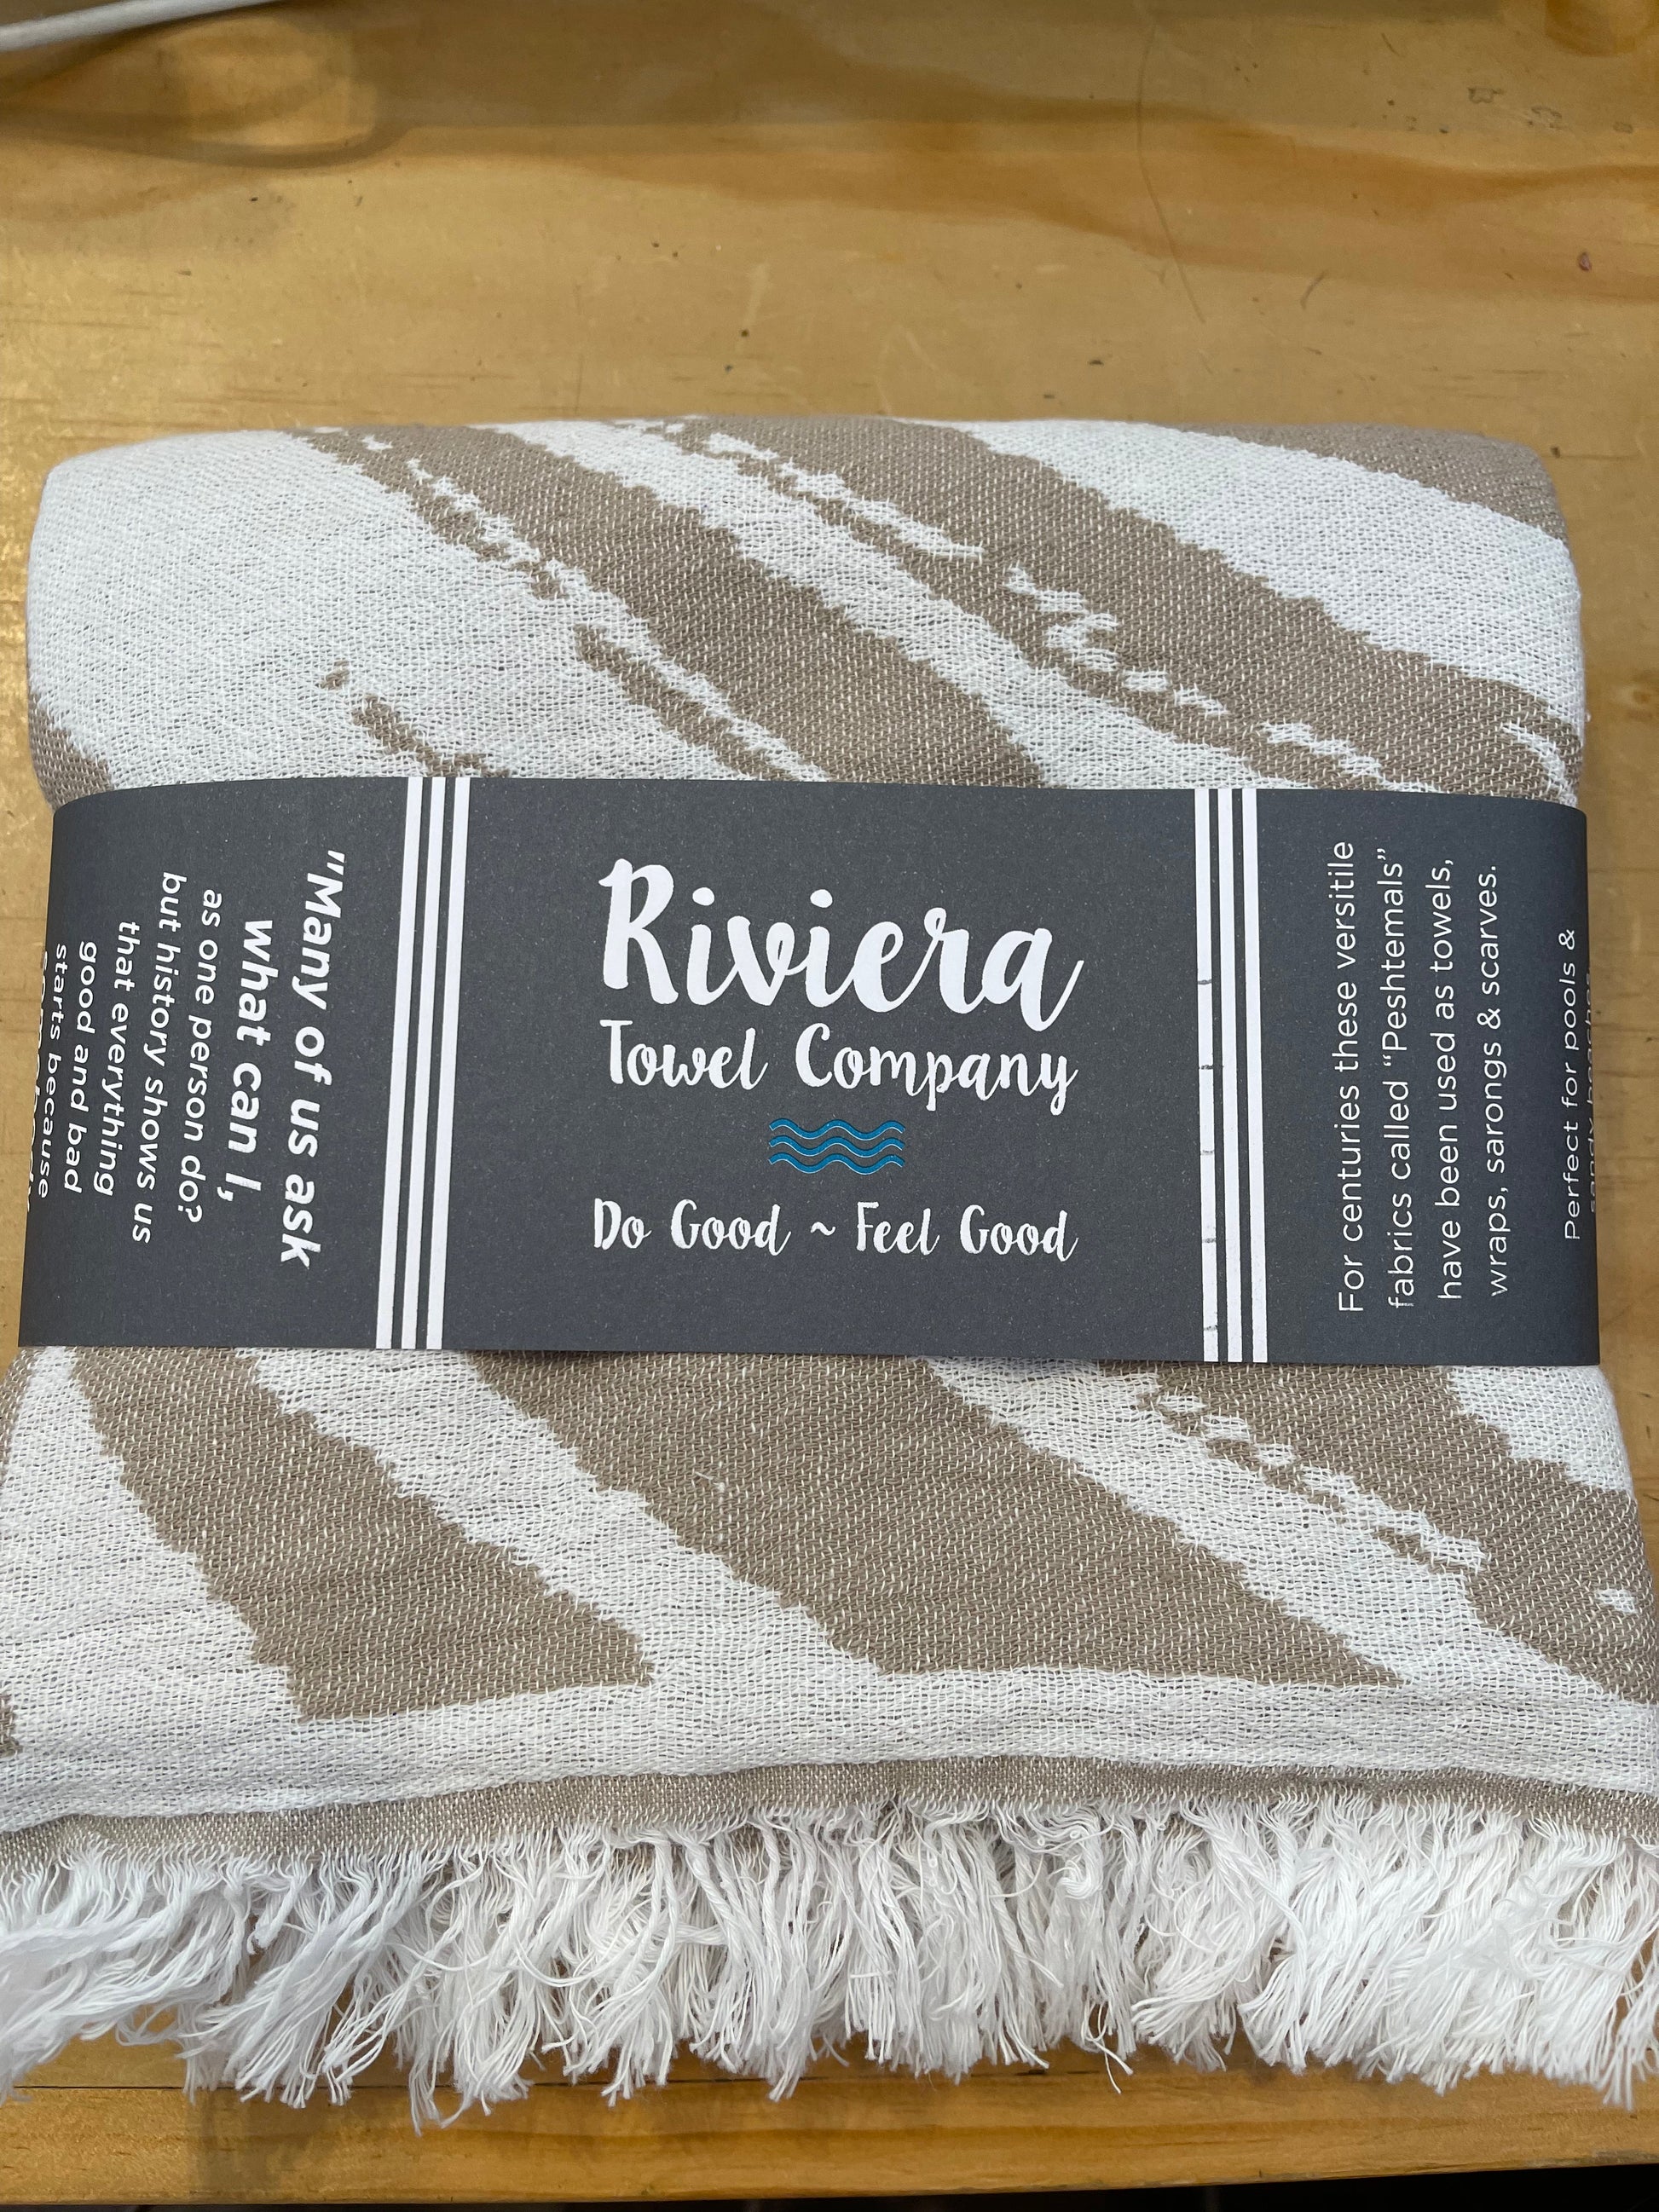 "Many of us ask
what can I,
as one person do?
but history shows us
that everything
good and bad
starts because
Riviera
Towel Company
Do Good ~ Feel Good
For centuries these versitile
fabrics called “Peshtemals”
have been used as towels,
wraps, sarongs & scarves.
Perfect for pools &